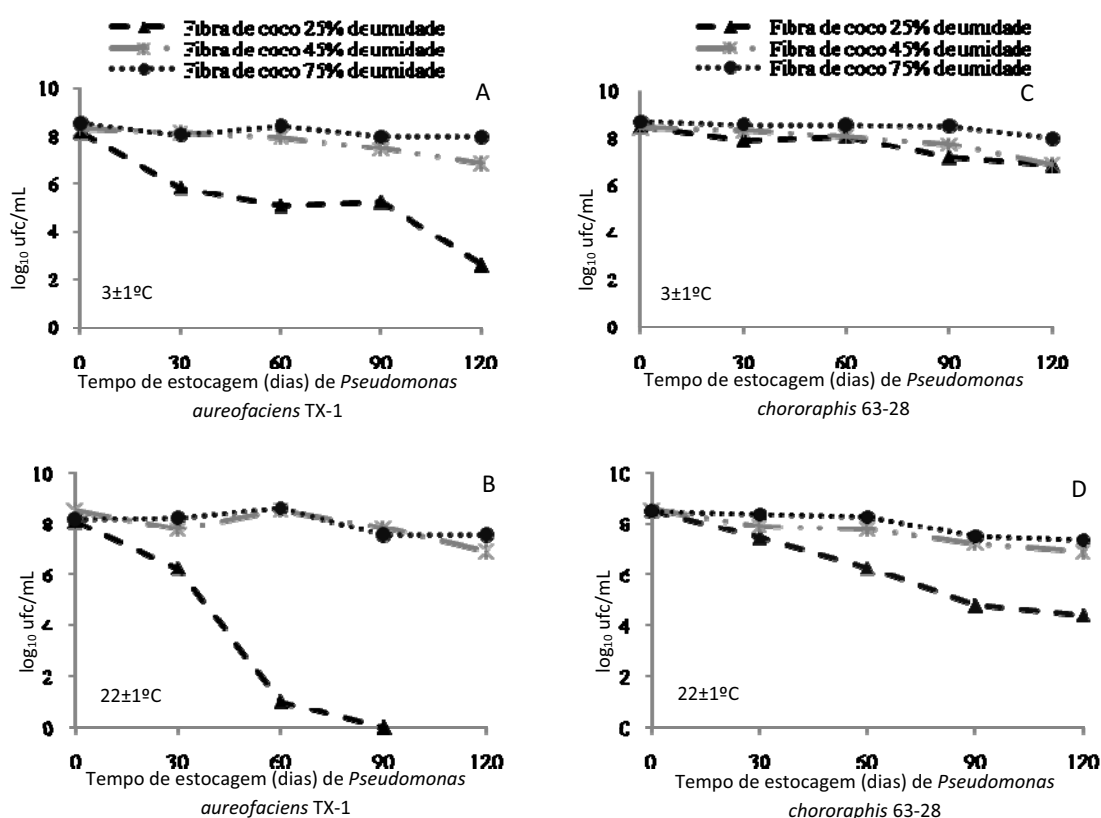 Fibra de coco 25% de umidade
Fibra de coco 45% de umidade
Fibra de coco 75% de umidade
A
10
8
6
4
2
0
log₁₀ ufc/mL
3±1ºC
0 30 60 90 120
Tempo de estocagem (dias) de Pseudomonas
aureofaciens TX-1
Fibra de coco 25% de umidade
Fibra de coco 45% de umidade
Fibra de coco 75% de umidade
C
10
8
6
4
2
0
log₁₀ ufc/mL
3±1ºC
0 30 60 90 120
Tempo de estocagem (dias) de Pseudomonas
chororaphis 63-28
B
10
8
6
4
2
0
log₁₀ ufc/mL
22±1ºC
0 30 60 90 120
Tempo de estocagem (dias) de Pseudomonas
aureofaciens TX-1
D
10
8
6
4
2
0
log₁₀ ufc/mL
22±1ºC
0 30 60 90 120
Tempo de estocagem (dias) de Pseudomonas
chororaphis 63-28